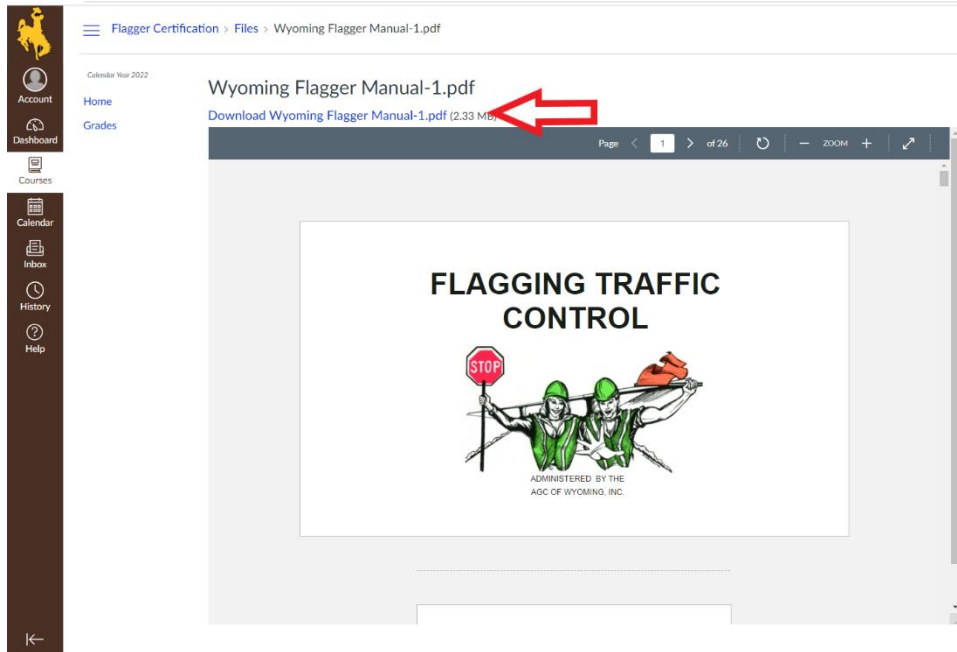 Flagger Certification > Files > Wyoming Flagger Manual-1.pdf
Account
Dashboard
Courses
Calendar
Inbox
History
Help
Calendar Year 2022
Home
Grades
Wyoming Flagger Manual-1.pdf
Download Wyoming Flagger Manual-1.pdf (2.33 MB)
Page < 1 > of 26 — ZOOM +
FLAGGING TRAFFIC
CONTROL
STOP
ADMINISTERED BY THE
AGC OF WYOMING, INC.